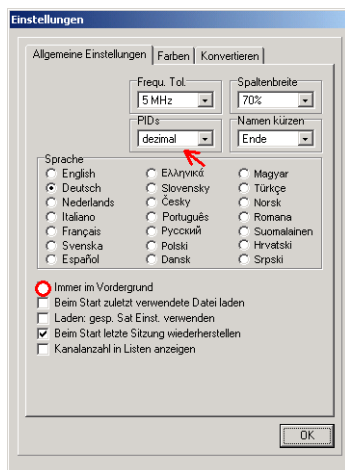 Einstellungen
Allgemeine Einstellungen Farben Konvertieren
Frequ. Tol. Spaltenbreite
5 MHz 70%
PIDs Namen kürzen
dezimal Ende
Sprache
English Ελληνικά Magyar
Deutsch Slovensky Türkçe
Nederlands Česky Norsk
Italiano Português Romana
Français Русский Suomalainen
Svenska Polski Hrvatski
Español Dansk Srpski
Immer im Vordergrund
Beim Start zuletzt verwendete Datei laden
Laden: gesp. Sat Einst. verwenden
Beim Start letzte Sitzung wiederherstellen
Kanalanzahl in Listen anzeigen
OK